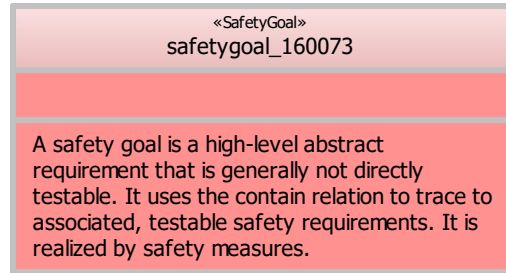 «SafetyGoal»
safetygoal_160073
A safety goal is a high-level abstract
requirement that is generally not directly
testable. It uses the contain relation to trace to
associated, testable safety requirements. It is
realized by safety measures.